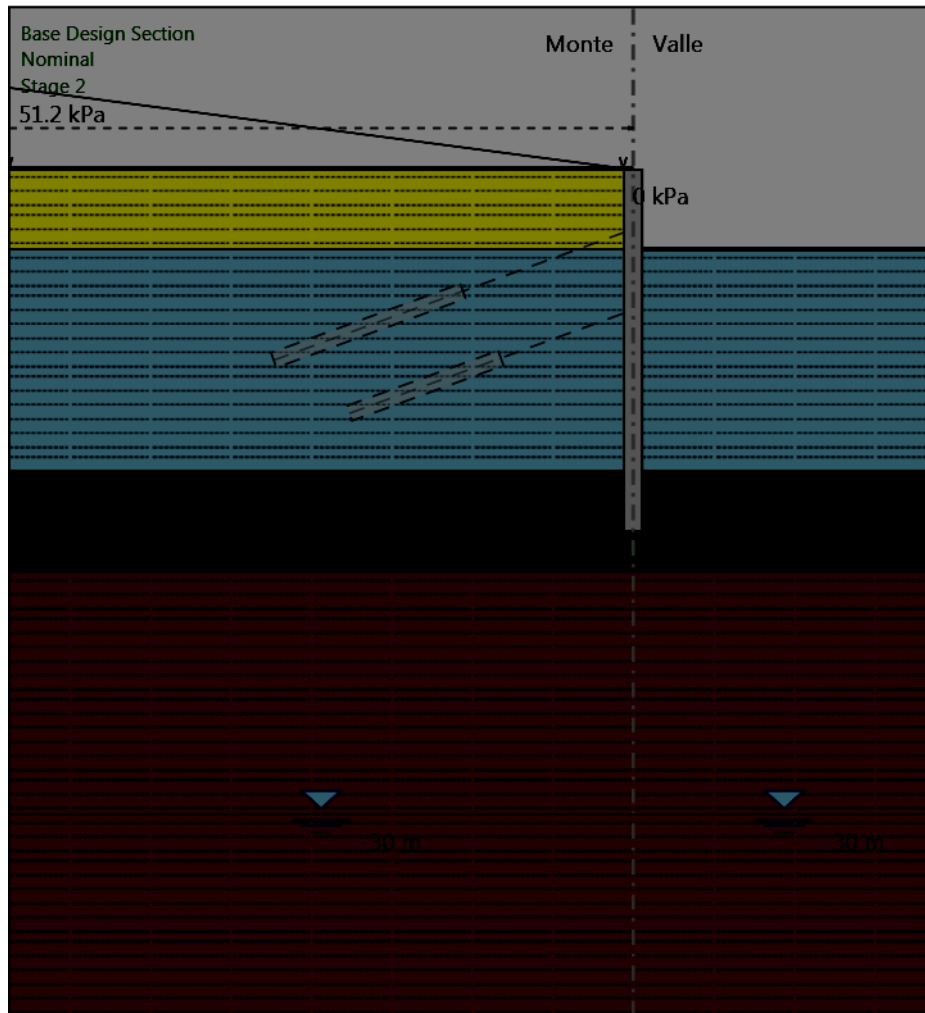 Base Design Section
Nominal
Stage 2
51.2 kPa
Monte
Valle
0 kPa
-30 m
-30 m